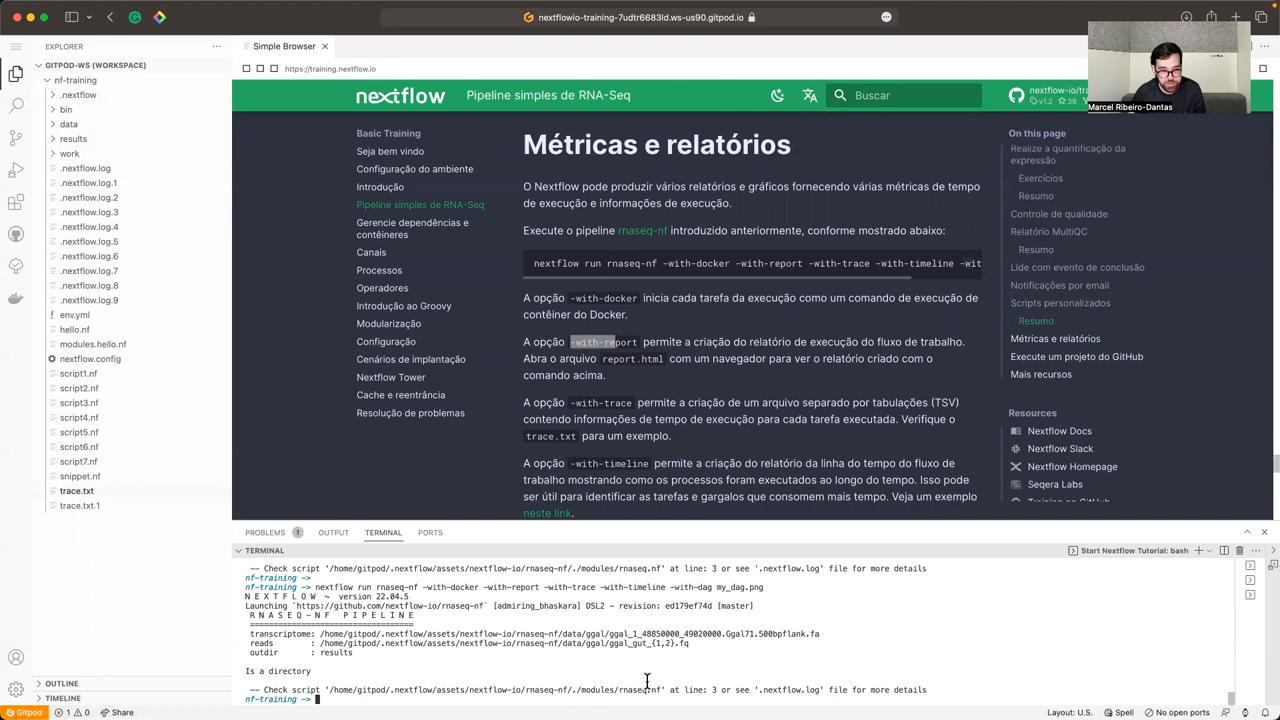 nextflowio-training-7udtr6683ld.ws-us90.gitpod.io
EXPLORER
GITPOD-WS (WORKSPACE)
nf-training
.nextflow
bin
data
results
work
.nextflow.log
.nextflow.log.1
.nextflow.log.2
.nextflow.log.3
.nextflow.log.4
.nextflow.log.5
.nextflow.log.6
.nextflow.log.7
.nextflow.log.8
.nextflow.log.9
env.yml
hello.nf
modules.hello.nf
nextflow.config
script1.nf
script2.nf
script3.nf
script4.nf
script5.nf
script6.nf
script7.nf
snippet.nf
trace.txt
trace.txt.1
OUTLINE
TIMELINE
Simple Browser
https://training.nextflow.io
nextflow
Pipeline simples de RNA-Seq
Buscar
nextflow-io/tra
v1.2 39
Marcel Ribeiro-Dantas
Basic Training
Seja bem vindo
Configuração do ambiente
Introdução
Pipeline simples de RNA-Seq
Gerencie dependências e
contêineres
Canais
Processos
Operadores
Introdução ao Groovy
Modularização
Configuração
Cenários de implantação
Nextflow Tower
Cache e reentrância
Resolução de problemas
Métricas e relatórios
O Nextflow pode produzir vários relatórios e gráficos fornecendo várias métricas de tempo
de execução e informações de execução.
Execute o pipeline rnaseq-nf introduzido anteriormente, conforme mostrado abaixo:
nextflow run rnaseq-nf -with-docker -with-report -with-trace -with-timeline -wit
A opção -with-docker inicia cada tarefa da execução como um comando de execução de
contêiner do Docker.
A opção -with-report permite a criação do relatório de execução do fluxo de trabalho.
Abra o arquivo report.html com um navegador para ver o relatório criado com o
comando acima.
A opção -with-trace permite a criação de um arquivo separado por tabulações (TSV)
contendo informações de tempo de execução para cada tarefa executada. Verifique o
trace.txt para um exemplo.
A opção -with-timeline permite a criação do relatório da linha do tempo do fluxo de
trabalho mostrando como os processos foram executados ao longo do tempo. Isso pode
ser útil para identificar as tarefas e gargalos que consomem mais tempo. Veja um exemplo
neste link.
On this page
Realize a quantificação da
expressão
Exercícios
Resumo
Controle de qualidade
Relatório MultiQC
Resumo
Lide com evento de conclusão
Notificações por email
Scripts personalizados
Resumo
Métricas e relatórios
Execute um projeto do GitHub
Mais recursos
Resources
Nextflow Docs
Nextflow Slack
Nextflow Homepage
Seqera Labs
Training on GitHub
PROBLEMS 1 OUTPUT TERMINAL PORTS
TERMINAL
Start Nextflow Tutorial: bash
-- Check script '/home/gitpod/.nextflow/assets/nextflow-io/rnaseq-nf/./modules/rnaseq.nf' at line: 3 or see '.nextflow.log' file for more details
nf-training ->
nf-training -> nextflow run rnaseq-nf -with-docker -with-report -with-trace -with-timeline -with-dag my_dag.png
N E X T F L O W ~ version 22.04.5
Launching `https://github.com/nextflow-io/rnaseq-nf` [admiring_bhaskara] DSL2 - revision: ed179ef74d [master]
R N A S E Q - N F P I P E L I N E
===================================
transcriptome: /home/gitpod/.nextflow/assets/nextflow-io/rnaseq-nf/data/ggal/ggal_1_48850000_49020000.Ggal71.500bpflank.fa
reads : /home/gitpod/.nextflow/assets/nextflow-io/rnaseq-nf/data/ggal/ggal_gut_{1,2}.fq
outdir : results
Is a directory
-- Check script '/home/gitpod/.nextflow/assets/nextflow-io/rnaseq-nf/./modules/rnaseq.nf' at line: 3 or see '.nextflow.log' file for more details
nf-training ->
Gitpod 1 0 Share
Layout: U.S. Spell No open ports